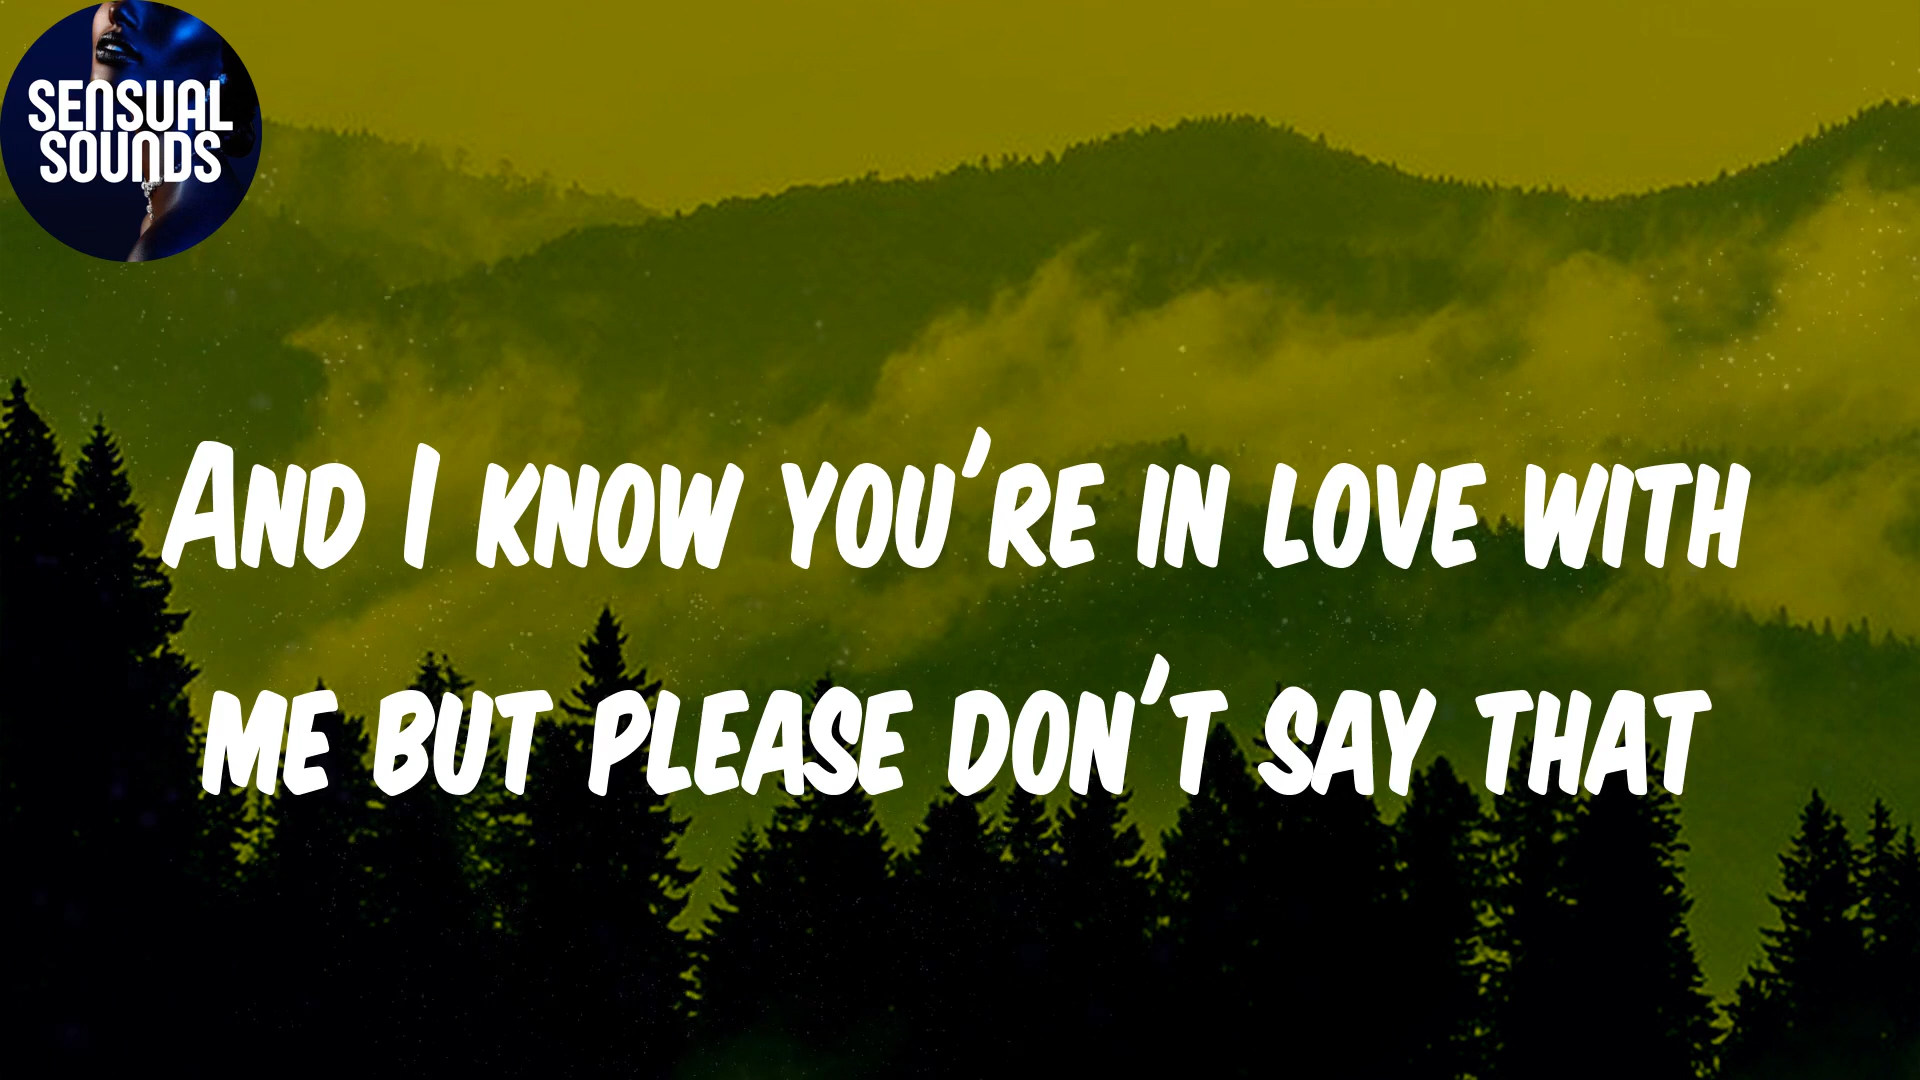 SENSUAL
SOUNDS
AND I KNOW YOU'RE IN LOVE WITH
ME BUT PLEASE DON'T SAY THAT